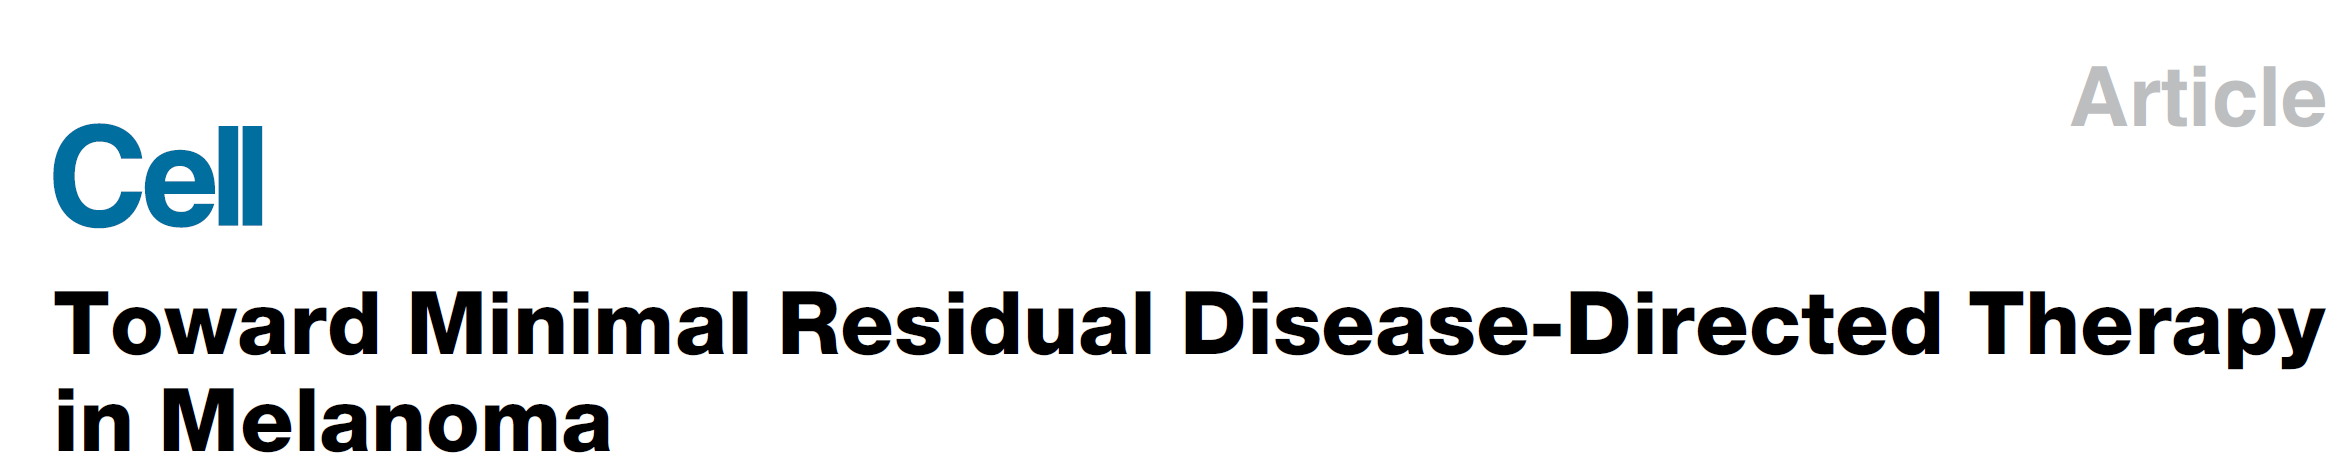 Article
Cell
Toward Minimal Residual Disease-Directed Therapy
in Melanoma